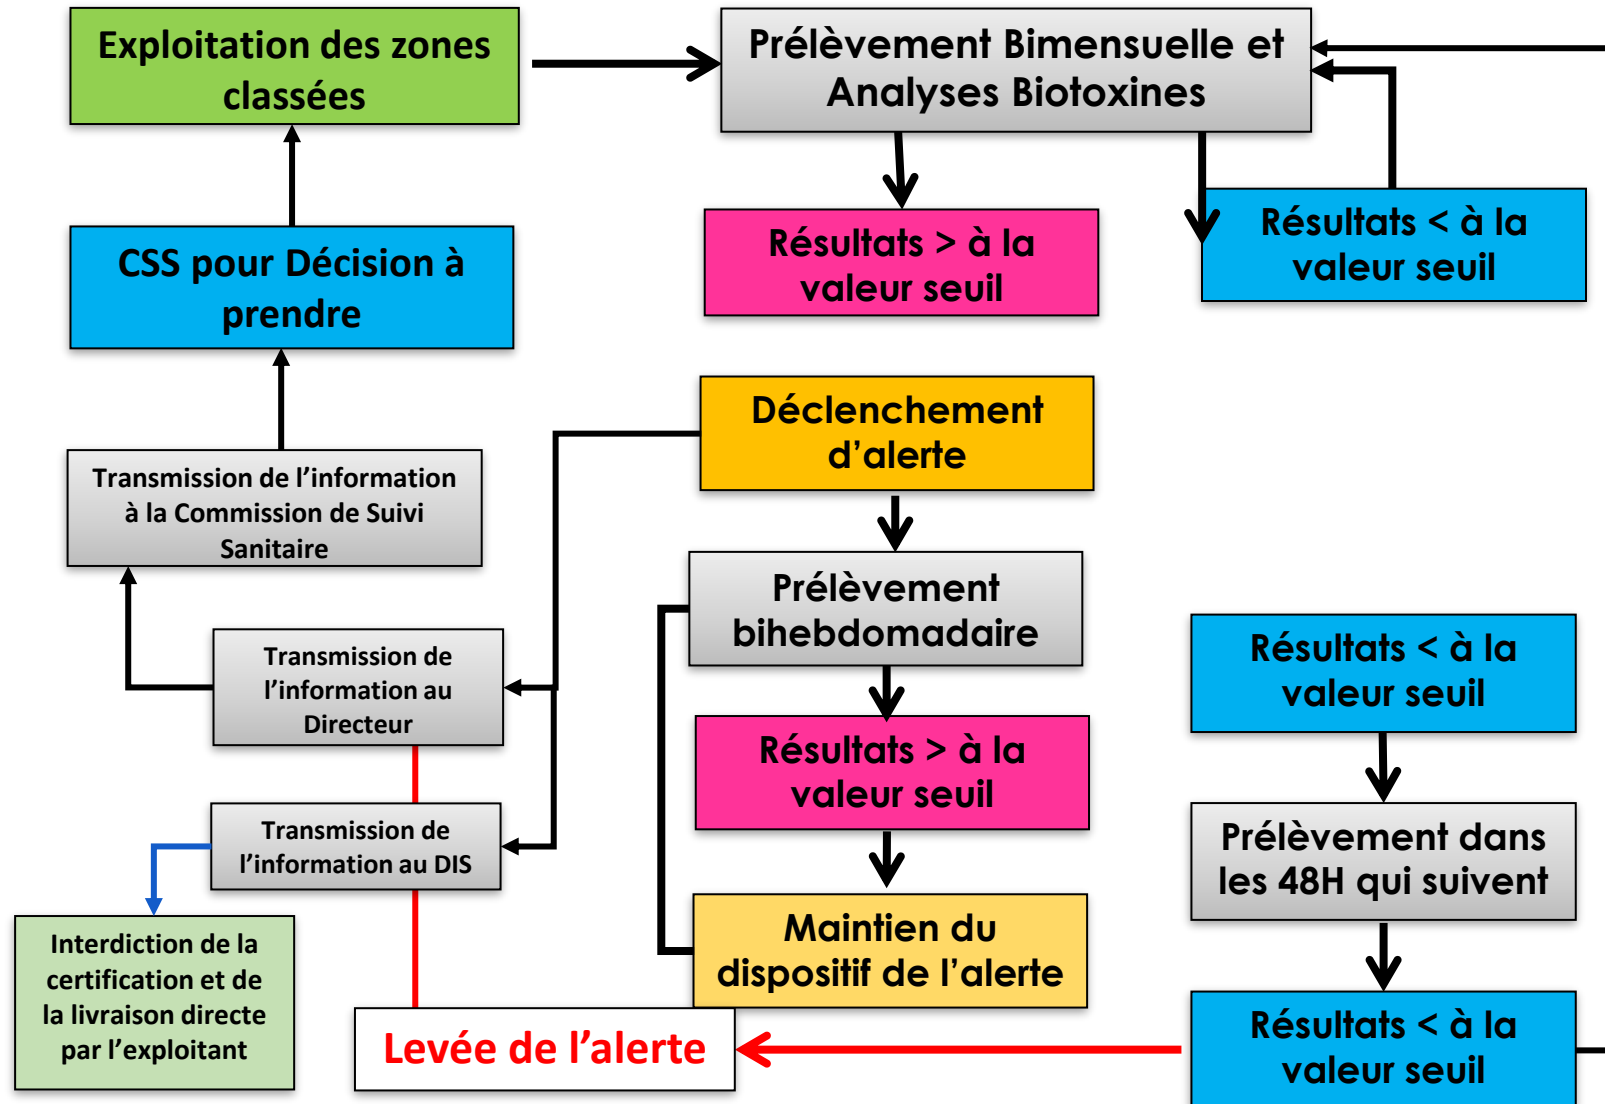 Exploitation des zones
classées
Prélèvement Bimensuelle et
Analyses Biotoxines
CSS pour Décision à
prendre
Résultats > à la
valeur seuil
Résultats < à la
valeur seuil
Déclenchement
d’alerte
Transmission de l’information
à la Commission de Suivi
Sanitaire
Prélèvement
bihebdomadaire
Transmission de
l’information au
Directeur
Résultats < à la
valeur seuil
Résultats > à la
valeur seuil
Transmission de
l’information au DIS
Prélèvement dans
les 48H qui suivent
Interdiction de la
certification et de
la livraison directe
par l’exploitant
Maintien du
dispositif de l’alerte
Levée de l’alerte
Résultats < à la
valeur seuil